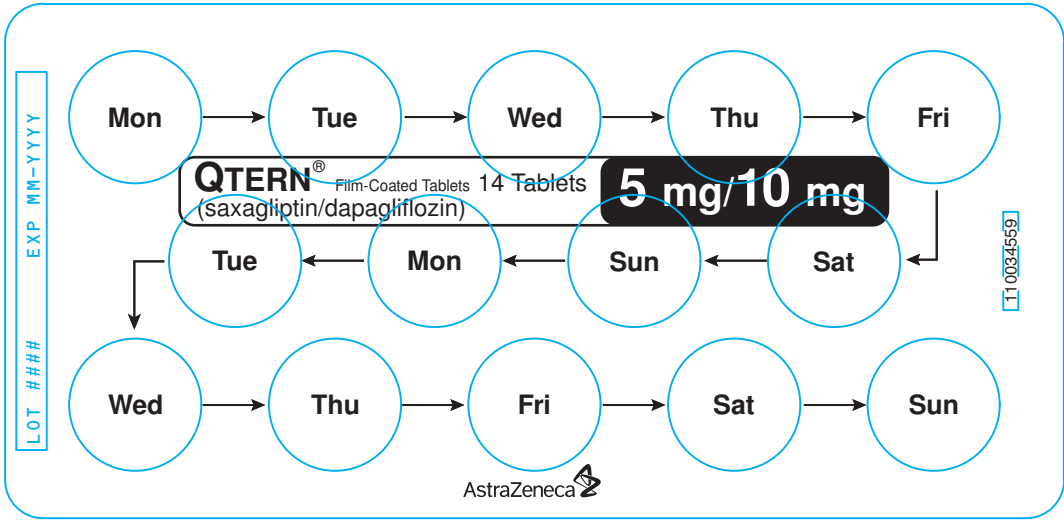 Mon Tue Wed Thu Fri
QTERN® Film-Coated Tablets 14 Tablets 5 mg/10 mg
(saxagliptin/dapagliflozin)
Tue Mon Sun Sat
Wed Thu Fri Sat Sun
AstraZeneca
LOT #### EXP MM-YYYY
110034559